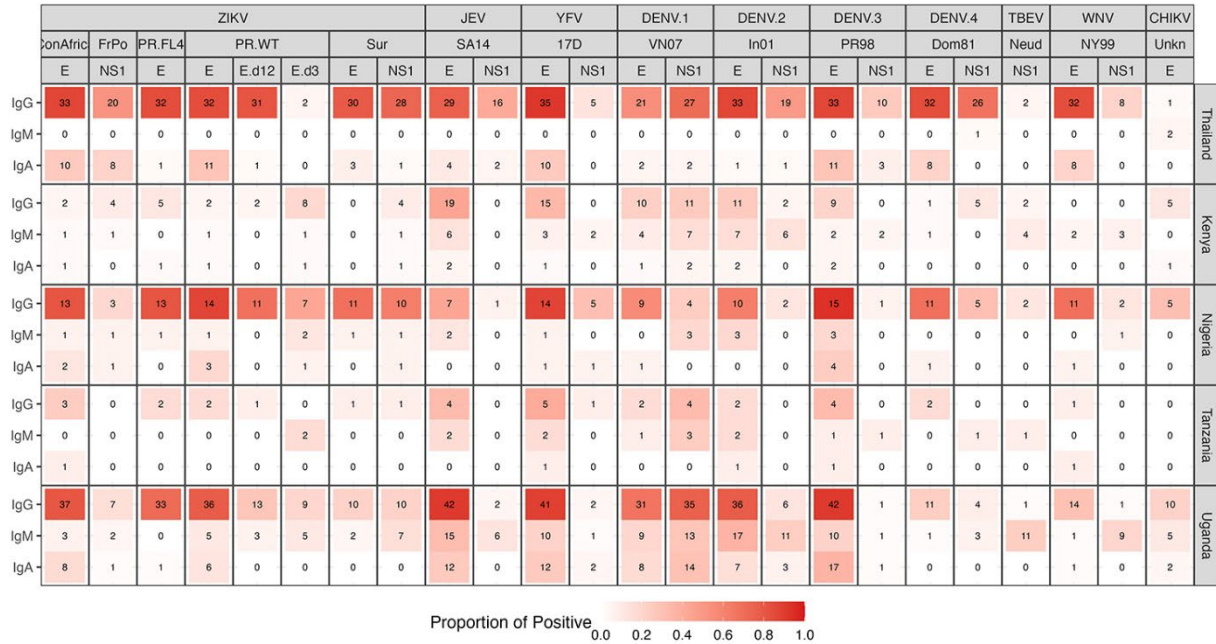 ZIKV JEV YFV DENV.1 DENV.2 DENV.3 DENV.4 TBEV WNV CHIKV
ConAfric FrPo PR.FL4 PR.WT Sur SA14 17D VN07 In01 PR98 Dom81 Neud NY99 Unkn
E NS1 E E E.d12 E.d3 E NS1 E NS1 E NS1 E NS1 E NS1 E NS1 E NS1 NS1 E NS1 E
IgG 33 20 32 32 31 2 30 28 29 16 35 5 21 27 33 19 33 10 32 26 2 32 8 1
IgM 0 0 0 0 0 0 0 0 0 0 0 0 0 0 0 0 0 0 0 1 0 0 0 2
IgA 10 8 1 11 1 0 3 1 4 2 10 0 2 2 1 1 11 3 8 0 0 8 0 0
Thailand
IgG 2 4 5 2 2 8 0 4 19 0 15 0 10 11 11 2 9 0 1 5 2 0 0 5
IgM 1 1 0 1 0 1 0 1 6 0 3 2 4 7 7 6 2 2 1 0 4 2 3 0
IgA 1 0 1 1 0 1 0 1 2 0 1 0 1 2 2 0 2 0 0 0 0 0 0 1
Kenya
IgG 13 3 13 14 11 7 11 10 7 1 14 5 9 4 10 2 15 1 11 5 2 11 2 5
IgM 1 1 1 1 0 2 1 1 2 0 1 0 0 3 3 0 3 0 0 0 0 0 1 0
IgA 2 1 0 3 0 1 0 1 0 0 1 1 1 0 0 0 4 0 1 0 0 1 0 0
Nigeria
IgG 3 0 2 2 1 0 1 1 4 0 5 1 2 4 2 0 4 0 2 0 0 1 0 0
IgM 0 0 0 0 0 2 0 0 2 0 2 0 1 3 2 0 1 1 0 1 1 0 0 0
IgA 1 0 0 0 0 0 0 0 0 0 1 0 0 0 1 0 1 0 0 0 0 1 0 0
Tanzania
IgG 37 7 33 36 13 9 10 10 42 2 41 2 31 35 36 6 42 1 11 4 1 14 1 10
IgM 3 2 0 5 3 5 2 7 15 6 10 1 9 13 17 11 10 1 1 3 11 1 9 5
IgA 8 1 1 6 0 0 0 0 12 0 12 2 8 14 7 3 17 1 0 0 0 1 0 2
Uganda
Proportion of Positive
0.0 0.2 0.4 0.6 0.8 1.0